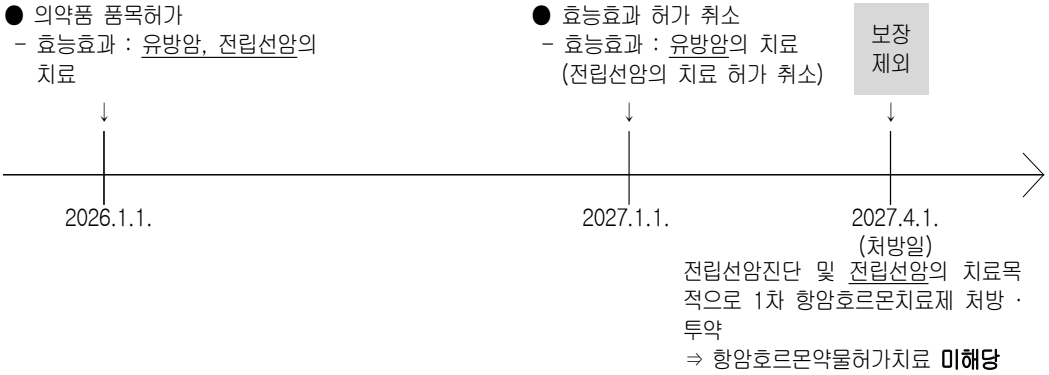 ● 의약품 품목허가
- 효능효과 : 유방암, 전립선암의
치료
↓
2026.1.1.
● 효능효과 허가 취소
- 효능효과 : 유방암의 치료
(전립선암의 치료 허가 취소)
↓
2027.1.1.
보장
제외
↓
2027.4.1.
(처방일)
전립선암진단 및 전립선암의 치료목
적으로 1차 항암호르몬치료제 처방 ·
투약
⇒ 항암호르몬약물허가치료 미해당